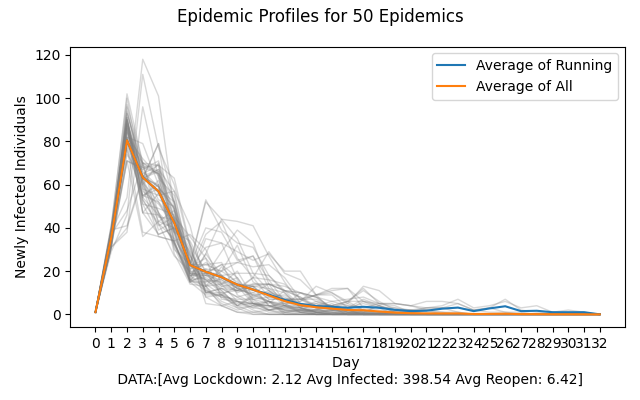 Epidemic Profiles for 50 Epidemics
120
100
80
60
40
20
0
Newly Infected Individuals
Average of Running
Average of All
0 1 2 3 4 5 6 7 8 9 10 11 12 13 14 15 16 17 18 19 20 21 22 23 24 25 26 27 28 29 30 31 32
Day
DATA:[Avg Lockdown: 2.12 Avg Infected: 398.54 Avg Reopen: 6.42]